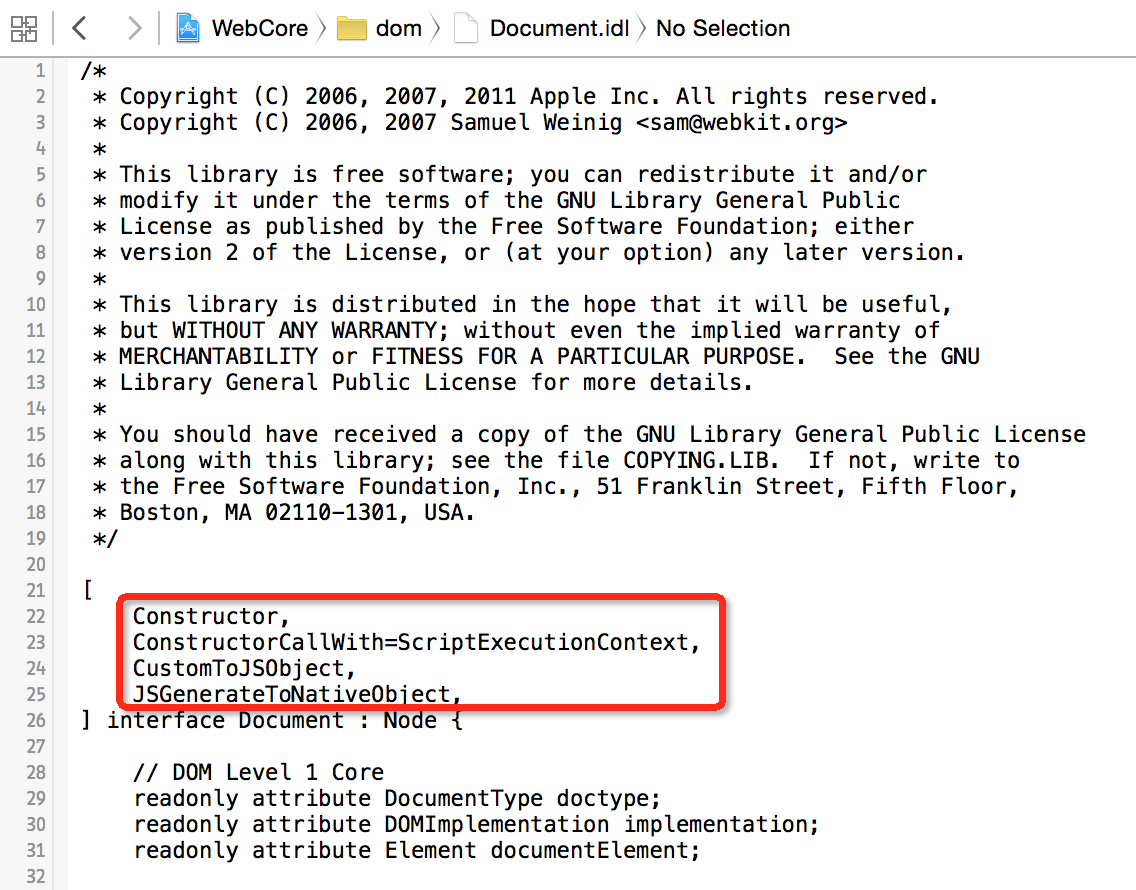 WebCore dom Document.idl No Selection
1 /*
2 * Copyright (C) 2006, 2007, 2011 Apple Inc. All rights reserved.
3 * Copyright (C) 2006, 2007 Samuel Weinig <sam@webkit.org>
4 *
5 * This library is free software; you can redistribute it and/or
6 * modify it under the terms of the GNU Library General Public
7 * License as published by the Free Software Foundation; either
8 * version 2 of the License, or (at your option) any later version.
9 *
10 * This library is distributed in the hope that it will be useful,
11 * but WITHOUT ANY WARRANTY; without even the implied warranty of
12 * MERCHANTABILITY or FITNESS FOR A PARTICULAR PURPOSE.  See the GNU
13 * Library General Public License for more details.
14 *
15 * You should have received a copy of the GNU Library General Public License
16 * along with this library; see the file COPYING.LIB.  If not, write to
17 * the Free Software Foundation, Inc., 51 Franklin Street, Fifth Floor,
18 * Boston, MA 02110-1301, USA.
19 */
20
21 [
22 Constructor,
23 ConstructorCallWith=ScriptExecutionContext,
24 CustomToJSObject,
25 JSGenerateToNativeObject,
26 ] interface Document : Node {
27
28 // DOM Level 1 Core
29 readonly attribute DocumentType doctype;
30 readonly attribute DOMImplementation implementation;
31 readonly attribute Element documentElement;
32